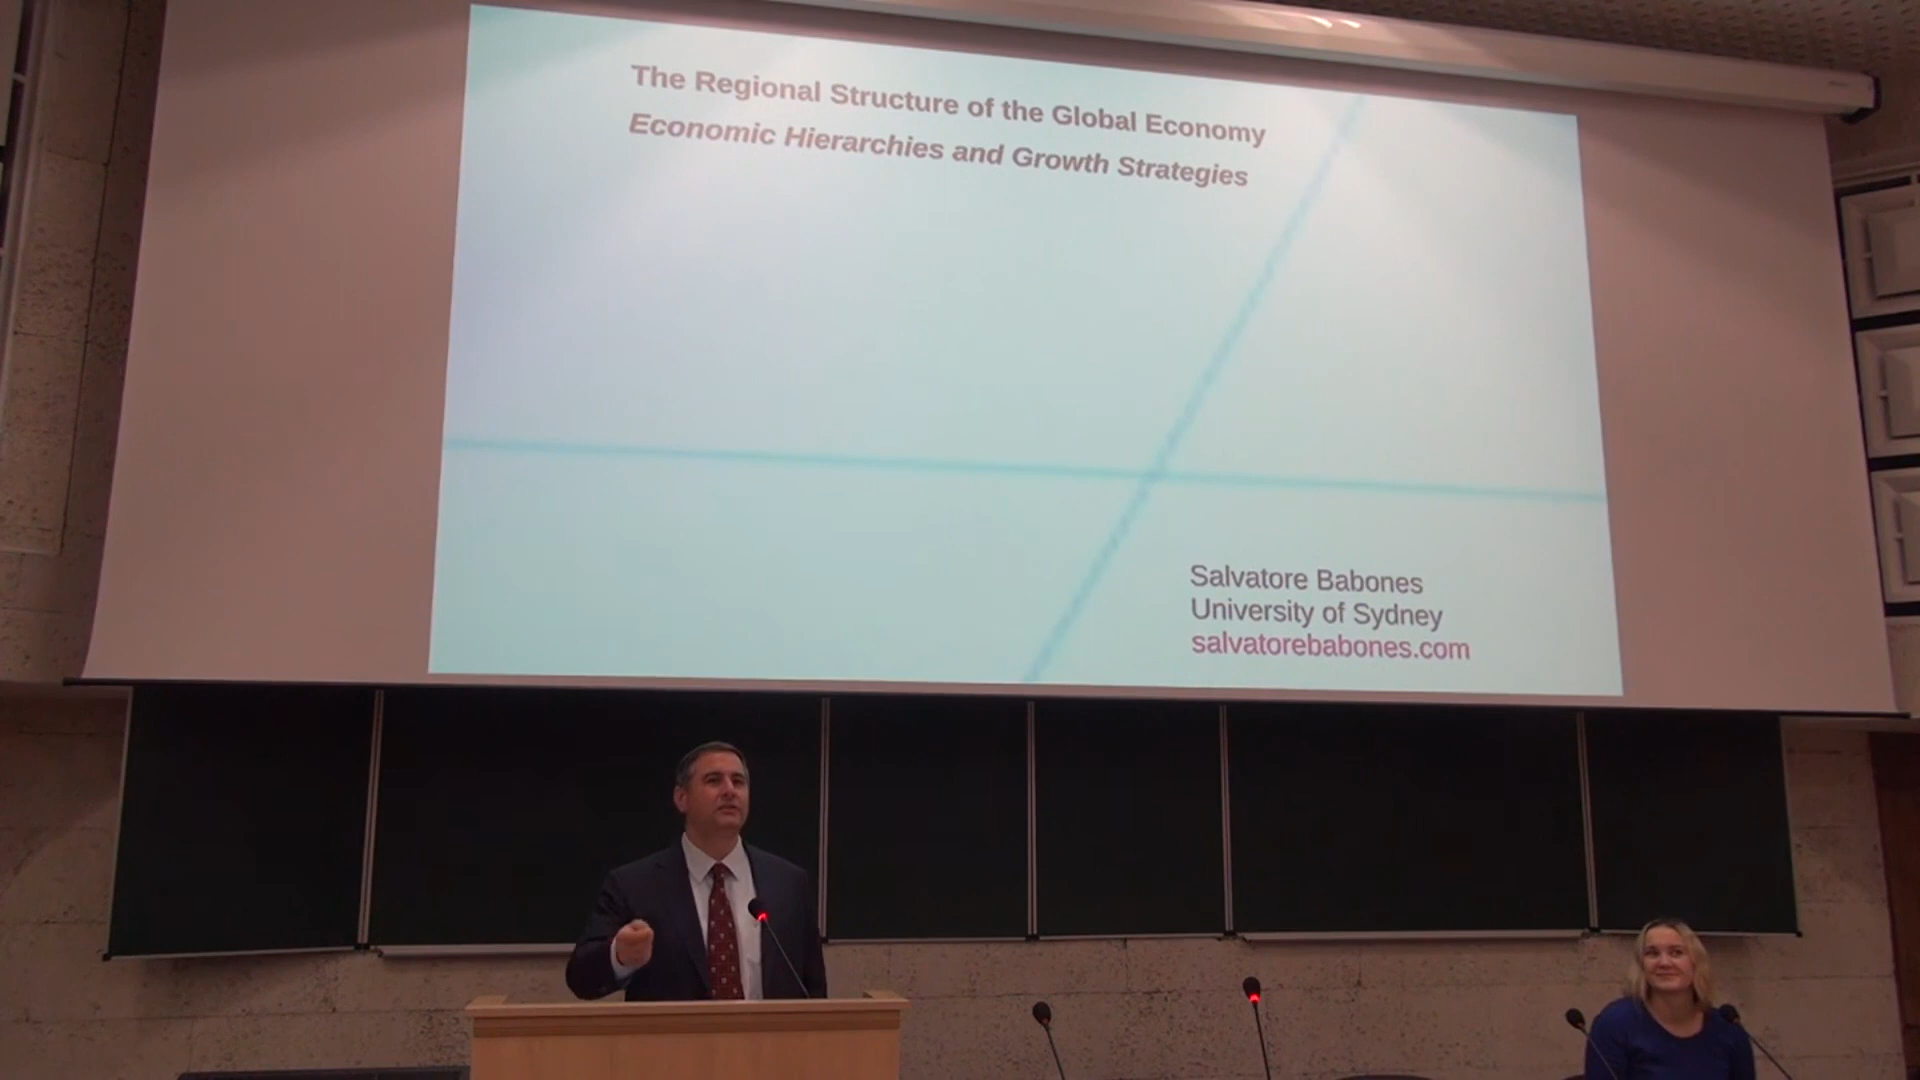 The Regional Structure of the Global Economy
Economic Hierarchies and Growth Strategies
Salvatore Babones
University of Sydney
salvatorebabones.com